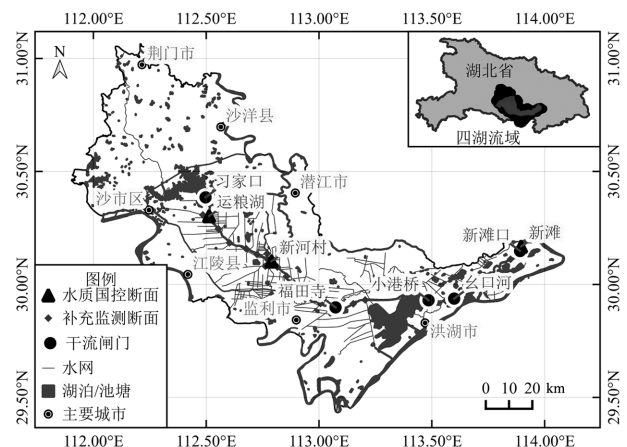 112.00°E 112.50°E 113.00°E 113.50°E 114.00°E
N
荆门市
湖北省
四湖流域
31.00°N
31.00°N
沙洋县
30.50°N
30.50°N
习家口
潜江市
运粮湖
沙市区
新滩口
新滩
新河村
江陵县
30.00°N
30.00°N
小港桥
幺口河
福田寺
监利市
洪湖市
图例
水质国控断面
补充监测断面
干流闸门
水网
湖泊/池塘
主要城市
29.50°N
29.50°N
0 10 20 km
112.00°E 112.50°E 113.00°E 113.50°E 114.00°E